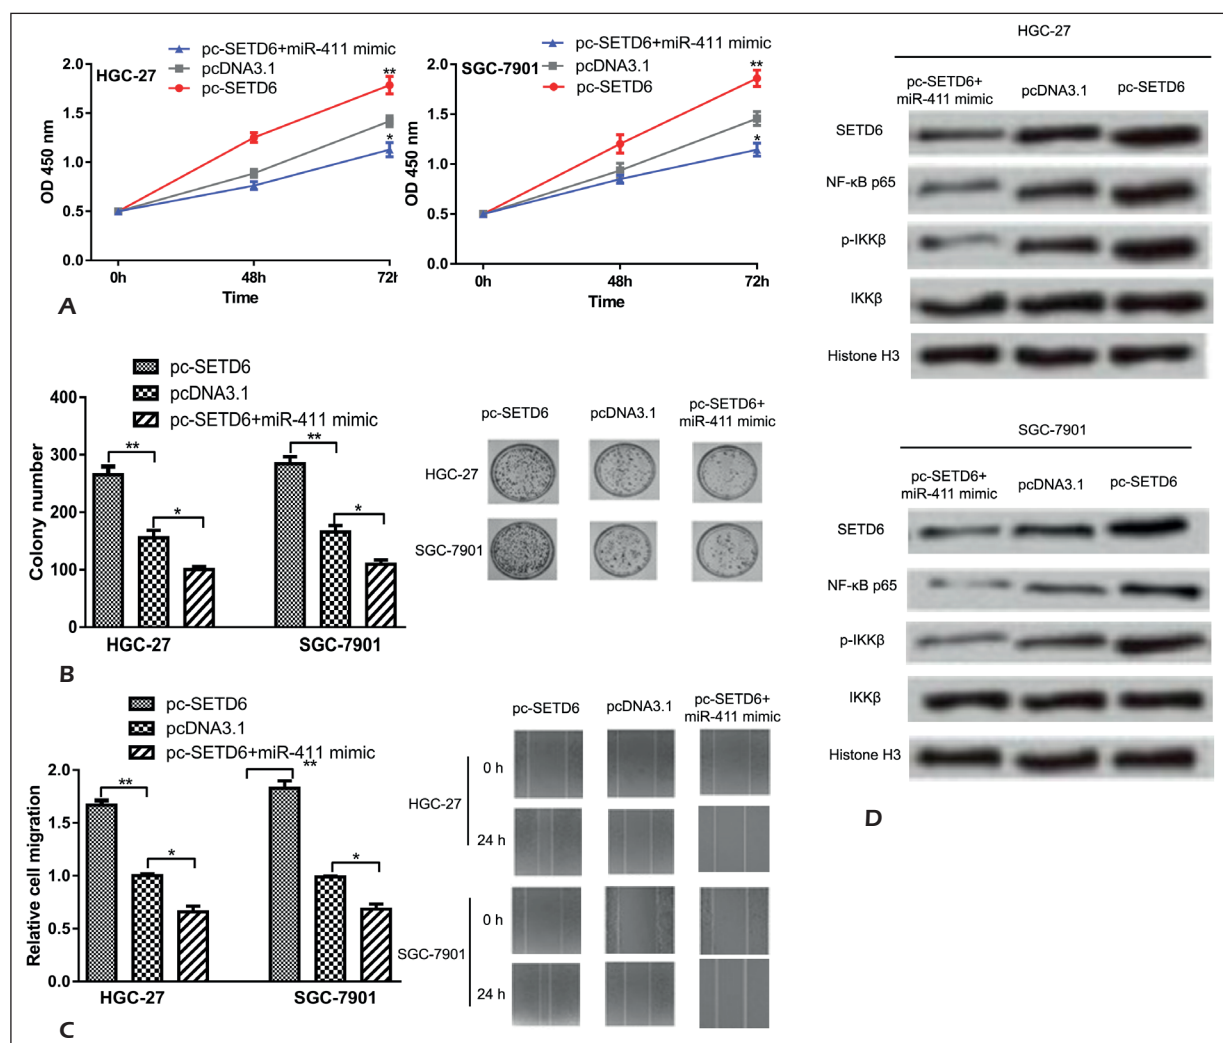 pc-SETD6+miR-411 mimic
pcDNA3.1
pc-SETD6
HGC-27
2.0
1.5
1.0
0.5
0.0
OD 450 nm
**
*
0h
48h
72h
Time
pc-SETD6+miR-411 mimic
pcDNA3.1
pc-SETD6
SGC-7901
2.0
1.5
1.0
0.5
0.0
OD 450 nm
**
*
0h
48h
72h
Time
A
pc-SETD6
pcDNA3.1
pc-SETD6+miR-411 mimic
400
300
200
100
0
Colony number
**
*
**
*
HGC-27
SGC-7901
pc-SETD6
pcDNA3.1
pc-SETD6+
miR-411 mimic
HGC-27
SGC-7901
B
pc-SETD6
pcDNA3.1
pc-SETD6+miR-411 mimic
2.0
1.5
1.0
0.5
0.0
Relative cell migration
**
*
**
*
HGC-27
SGC-7901
pc-SETD6
pcDNA3.1
pc-SETD6+
miR-411 mimic
HGC-27
0 h
24 h
SGC-7901
0 h
24 h
C
HGC-27
pc-SETD6+
miR-411 mimic
pcDNA3.1
pc-SETD6
SETD6
NF-κB p65
p-IKKβ
IKKβ
Histone H3
SGC-7901
pc-SETD6+
miR-411 mimic
pcDNA3.1
pc-SETD6
SETD6
NF-κB p65
p-IKKβ
IKKβ
Histone H3
D